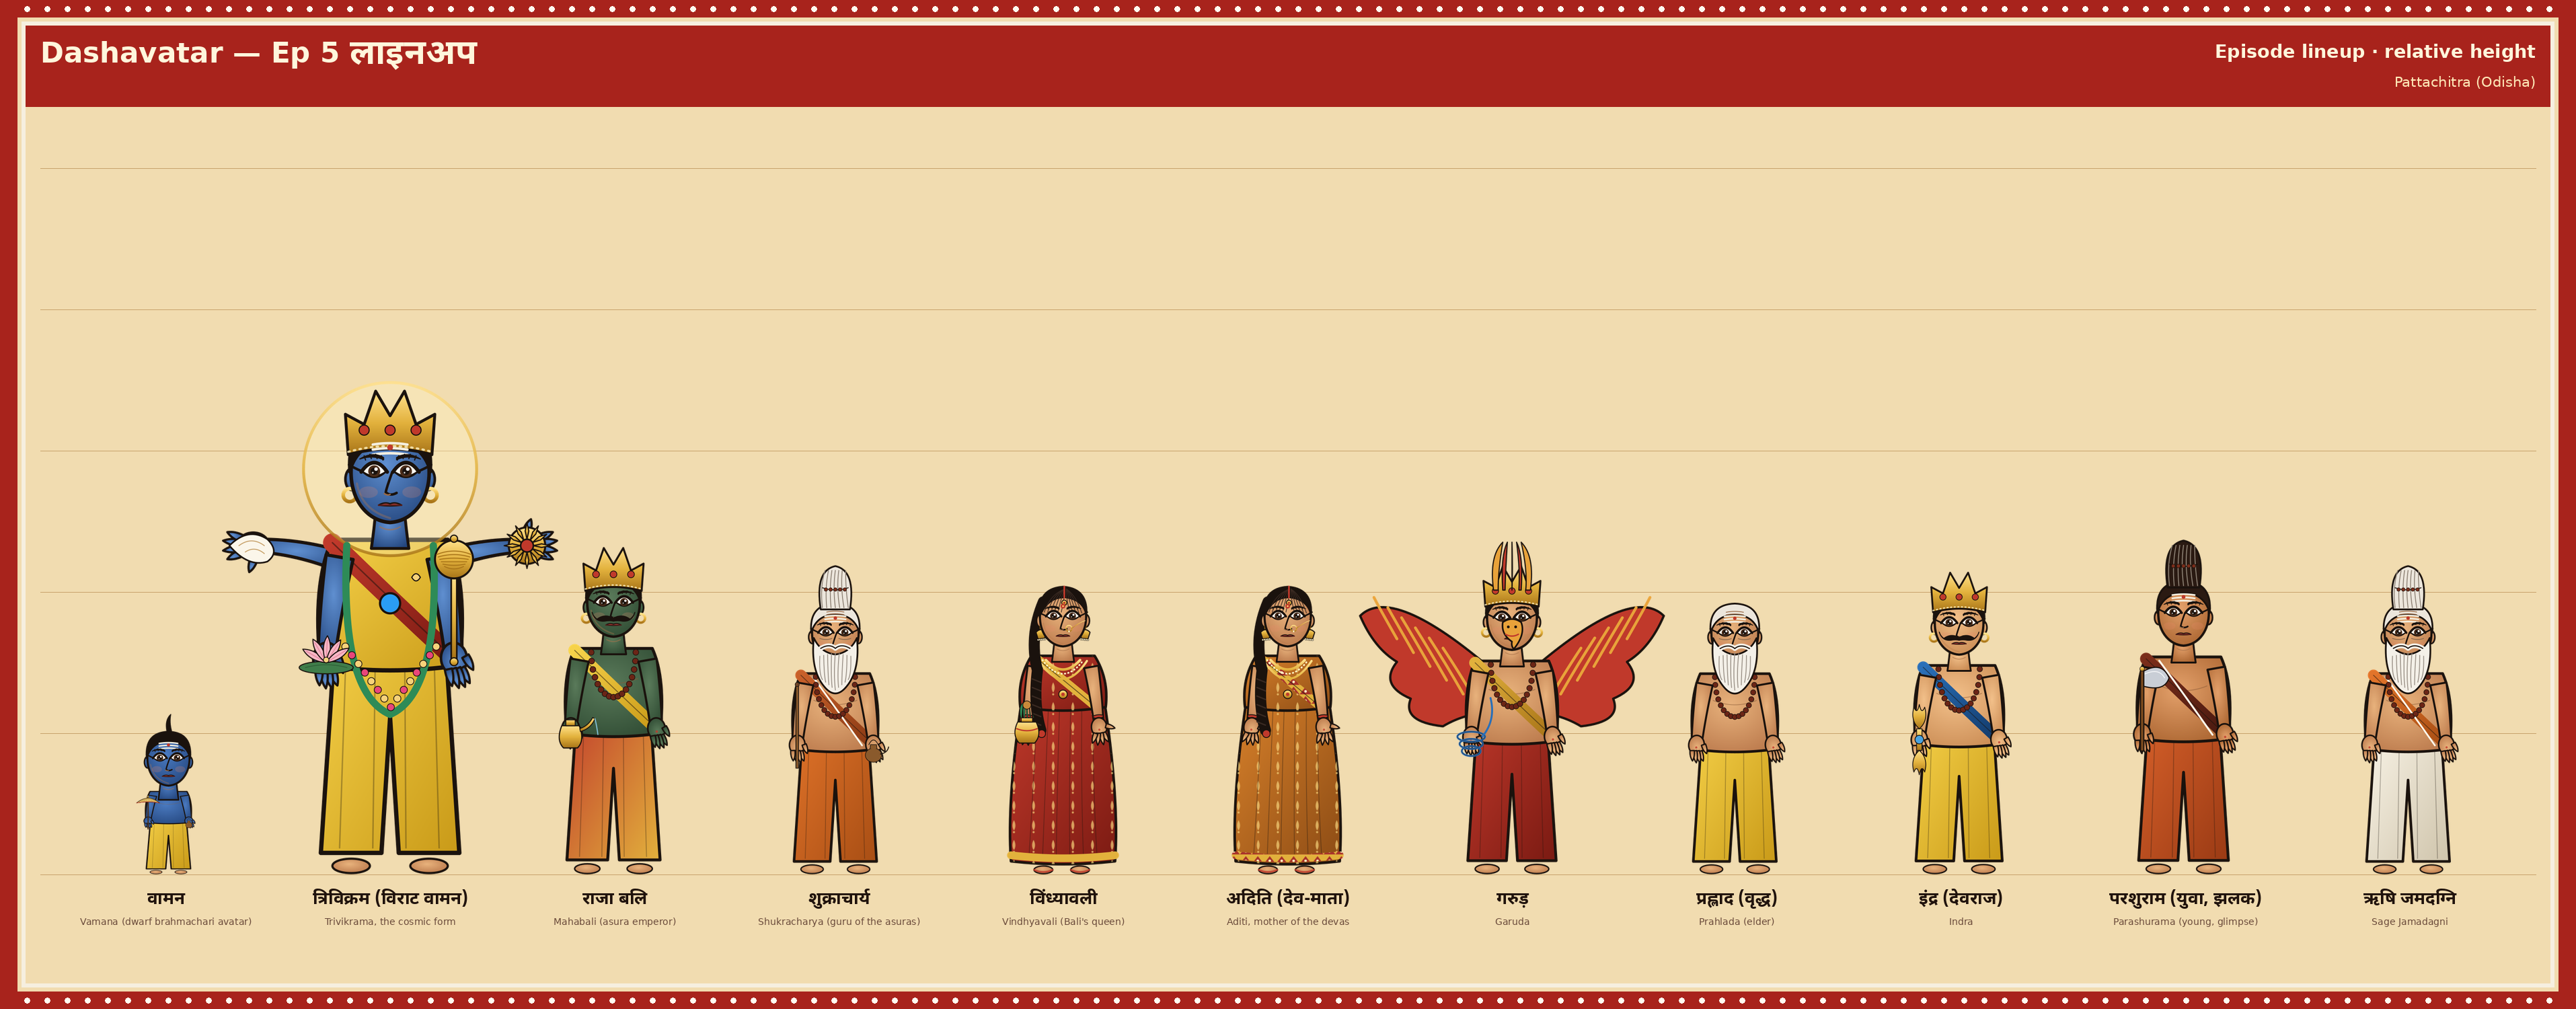 Dashavatar — Ep 5 लाइनअप
Episode lineup · relative height
Pattachitra (Odisha)
वामन
Vamana (dwarf brahmachari avatar)
त्रिविक्रम (विराट वामन)
Trivikrama, the cosmic form
राजा बलि
Mahabali (asura emperor)
शुक्राचार्य
Shukracharya (guru of the asuras)
विंध्यावली
Vindhyavali (Bali's queen)
अदिति (देव-माता)
Aditi, mother of the devas
गरुड़
Garuda
प्रह्लाद (वृद्ध)
Prahlada (elder)
इंद्र (देवराज)
Indra
परशुराम (युवा, झलक)
Parashurama (young, glimpse)
ऋषि जमदग्नि
Sage Jamadagni